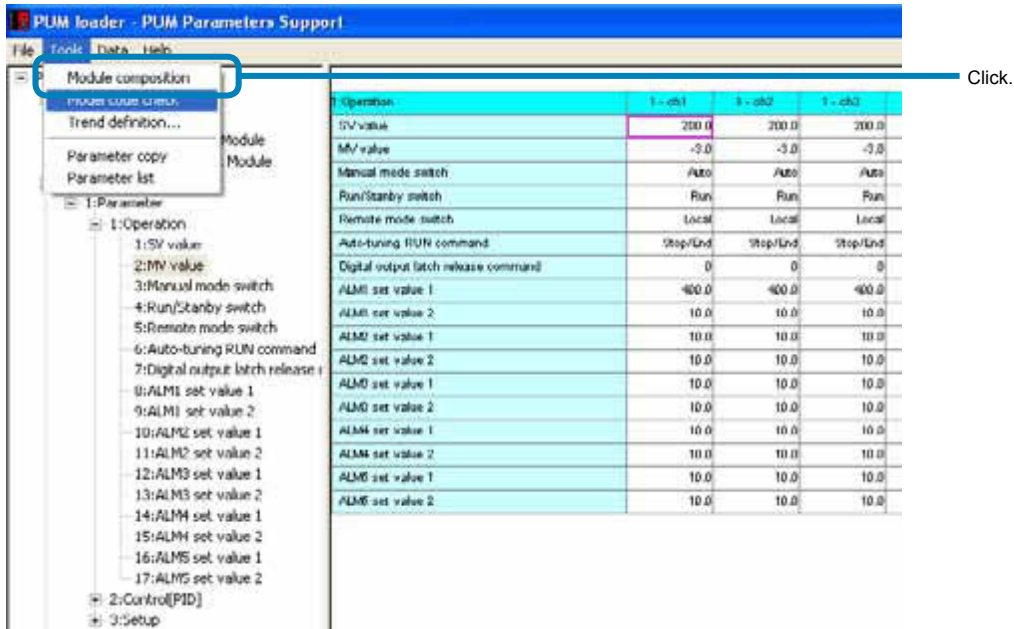 PUM loader - PUM Parameters Support
File Tools Data Help
Module composition
Click.
Model code check
Trend definition...
Module
Parameter copy
Module
Parameter list
1:Parameter
1:Operation
1:SV value
2:MV value
3:Manual mode switch
4:Run/Stanby switch
5:Remote mode switch
6:Auto-tuning RUN command
7:Digital output latch release
8:ALM1 set value 1
9:ALM1 set value 2
10:ALM2 set value 1
11:ALM2 set value 2
12:ALM3 set value 1
13:ALM3 set value 2
14:ALM4 set value 1
15:ALM4 set value 2
16:ALM5 set value 1
17:ALM5 set value 2
2:Control[PID]
3:Setup
1:Operation 1 - ch1 1 - ch2 1 - ch3
SV value 200.0 200.0 200.0
MV value -3.0 -3.0 -3.0
Manual mode switch Auto Auto Auto
Run/Stanby switch Run Run Run
Remote mode switch Local Local Local
Auto-tuning RUN command Stop/End Stop/End Stop/End
Digital output latch release command 0 0 0
ALM1 set value 1 400.0 400.0 400.0
ALM1 set value 2 10.0 10.0 10.0
ALM2 set value 1 10.0 10.0 10.0
ALM2 set value 2 10.0 10.0 10.0
ALM3 set value 1 10.0 10.0 10.0
ALM3 set value 2 10.0 10.0 10.0
ALM4 set value 1 10.0 10.0 10.0
ALM4 set value 2 10.0 10.0 10.0
ALM5 set value 1 10.0 10.0 10.0
ALM5 set value 2 10.0 10.0 10.0